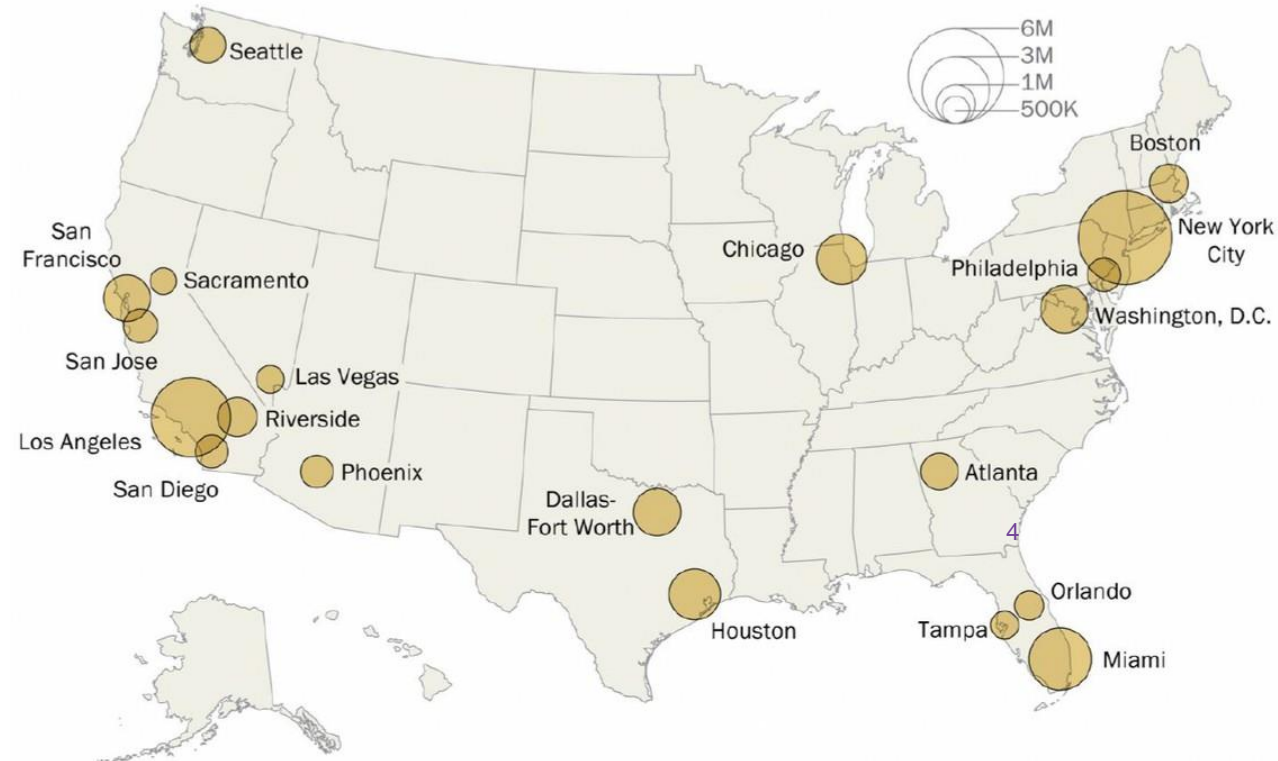 6M
3M
1M
500K
Seattle
Boston
San
Francisco
Sacramento
San Jose
Chicago
New York
City
Philadelphia
Washington, D.C.
Las Vegas
Riverside
Los Angeles
San Diego
Phoenix
Dallas-
Fort Worth
Atlanta
4
Houston
Orlando
Tampa
Miami